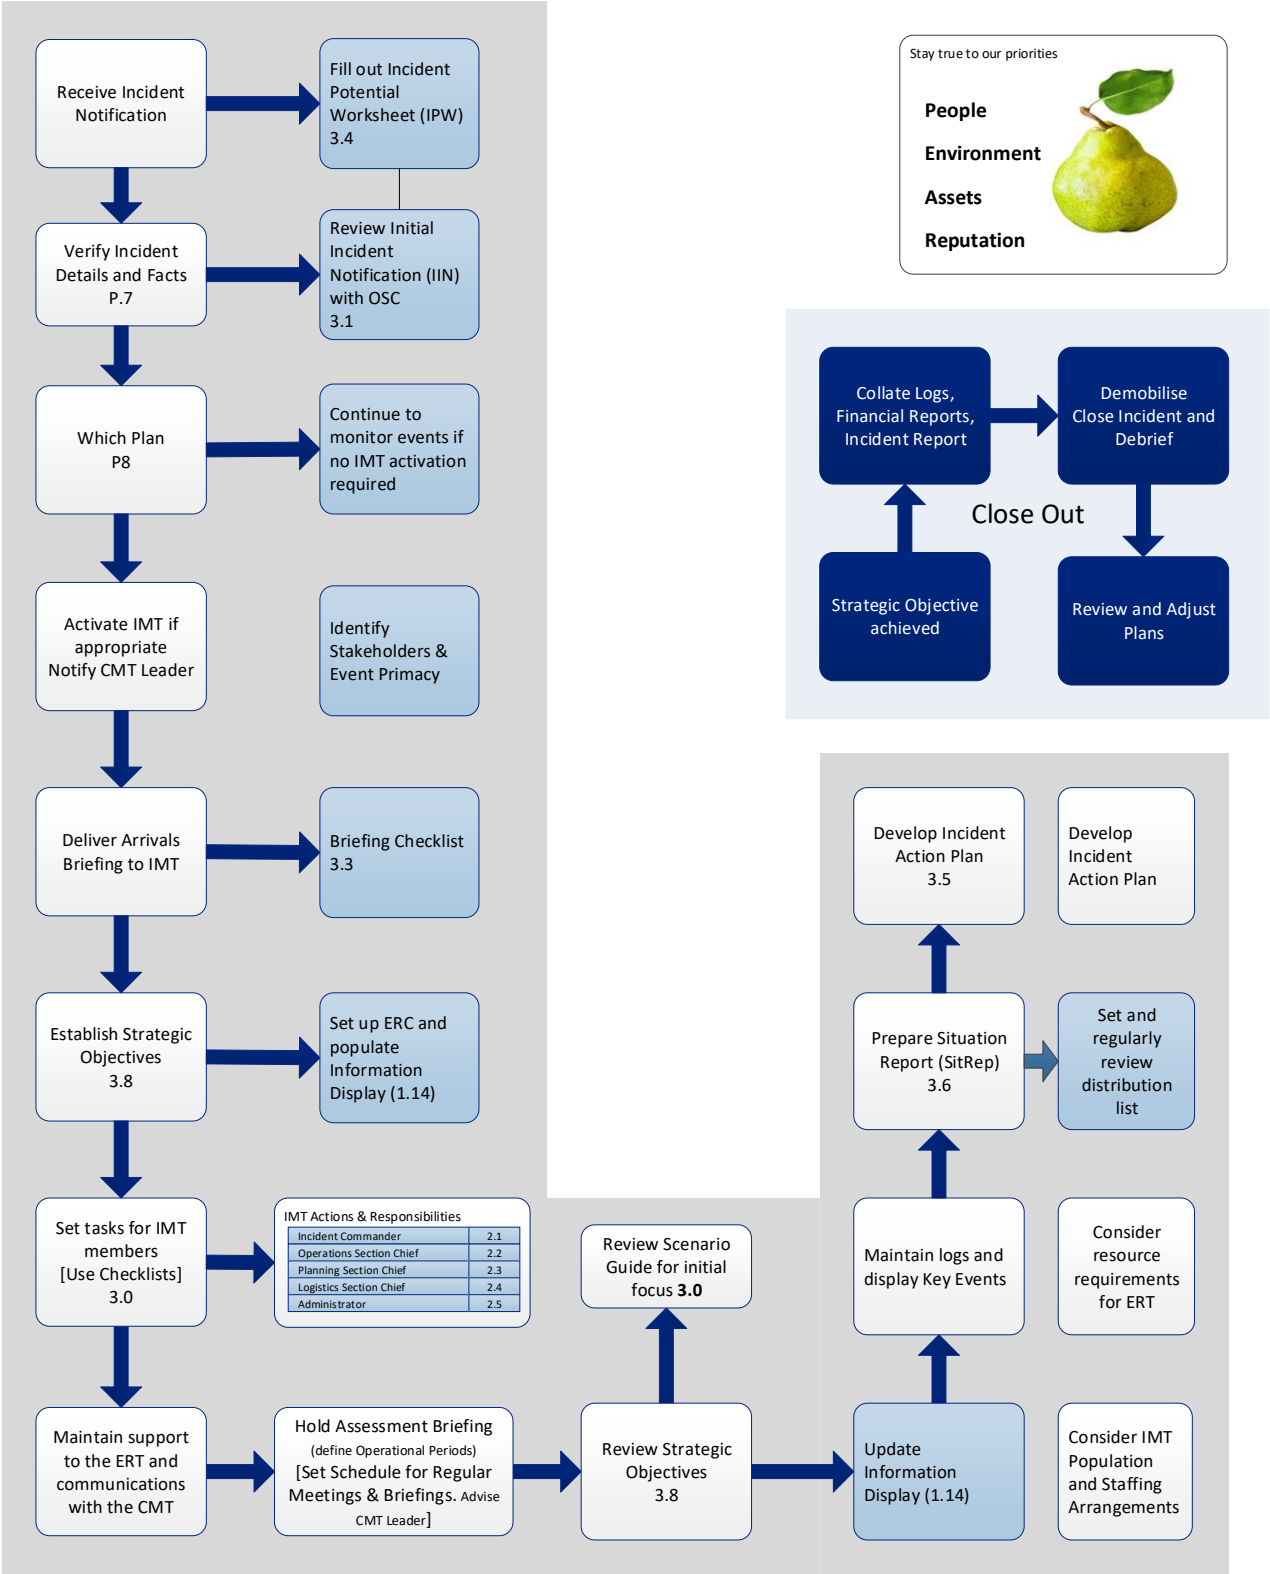 Receive Incident
Notification
Fill out Incident
Potential
Worksheet (IPW)
3.4
Verify Incident
Details and Facts
P.7
Review Initial
Incident
Notification (IIN)
with OSC
3.1
Which Plan
P8
Continue to
monitor events if
no IMT activation
required
Activate IMT if
appropriate
Notify CMT Leader
Identify
Stakeholders &
Event Primacy
Deliver Arrivals
Briefing to IMT
Briefing Checklist
3.3
Establish Strategic
Objectives
3.8
Set up ERC and
populate
Information
Display (1.14)
Set tasks for IMT
members
[Use Checklists]
3.0
IMT Actions & Responsibilities
Incident Commander 2.1
Operations Section Chief 2.2
Planning Section Chief 2.3
Logistics Section Chief 2.4
Administrator 2.5
Maintain support
to the ERT and
communications
with the CMT
Hold Assessment Briefing
(define Operational Periods)
[Set Schedule for Regular
Meetings & Briefings. Advise
CMT Leader]
Review Scenario
Guide for initial
focus 3.0
Review Strategic
Objectives
3.8
Stay true to our priorities
People
Environment
Assets
Reputation
Collate Logs,
Financial Reports,
Incident Report
Demobilise
Close Incident and
Debrief
Close Out
Strategic Objective
achieved
Review and Adjust
Plans
Develop Incident
Action Plan
3.5
Develop
Incident
Action Plan
Prepare Situation
Report (SitRep)
3.6
Set and
regularly
review
distribution
list
Maintain logs and
display Key Events
Consider
resource
requirements
for ERT
Update
Information
Display (1.14)
Consider IMT
Population
and Staffing
Arrangements